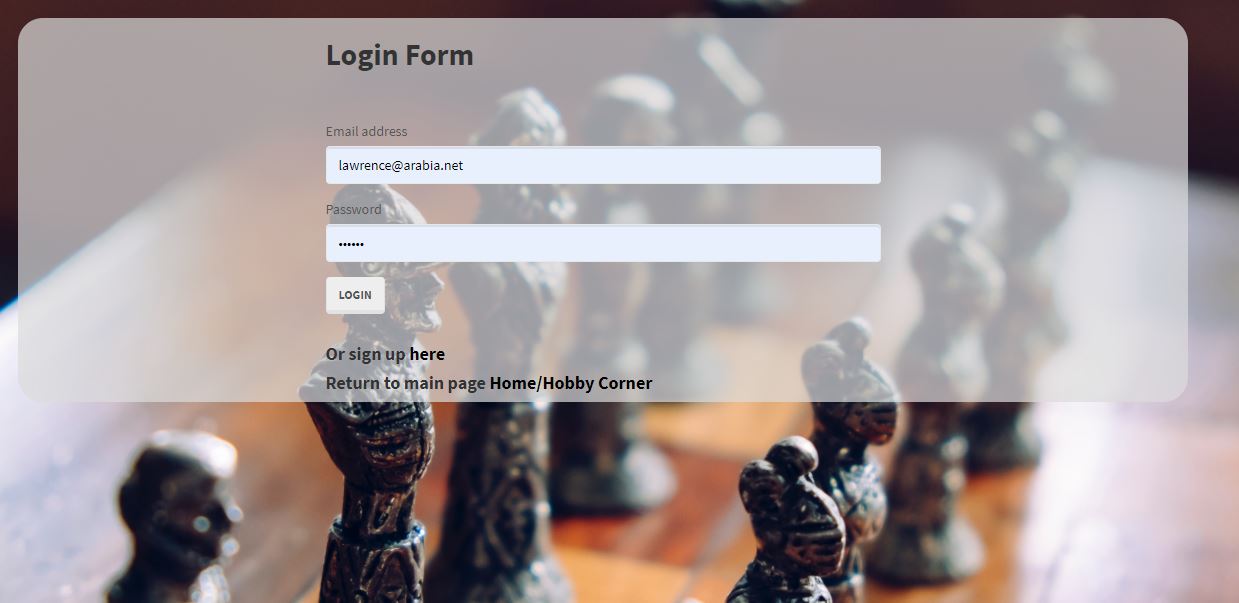 Login Form
Email address
lawrence@arabia.net
Password
••••••
LOGIN
Or sign up here
Return to main page Home/Hobby Corner